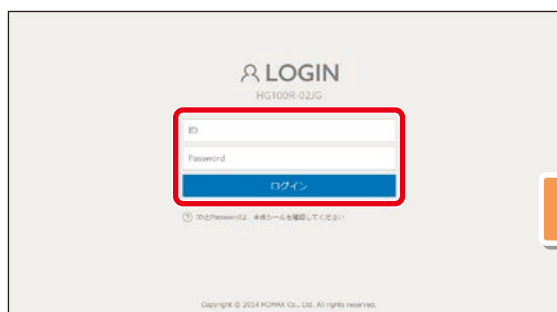 LOGIN
HG100R-02JG
ID
Password
ログイン
? IDとPasswordは、本体シールを確認してください
Copyright © 2014 HUMAX Co., Ltd. All rights reserved.